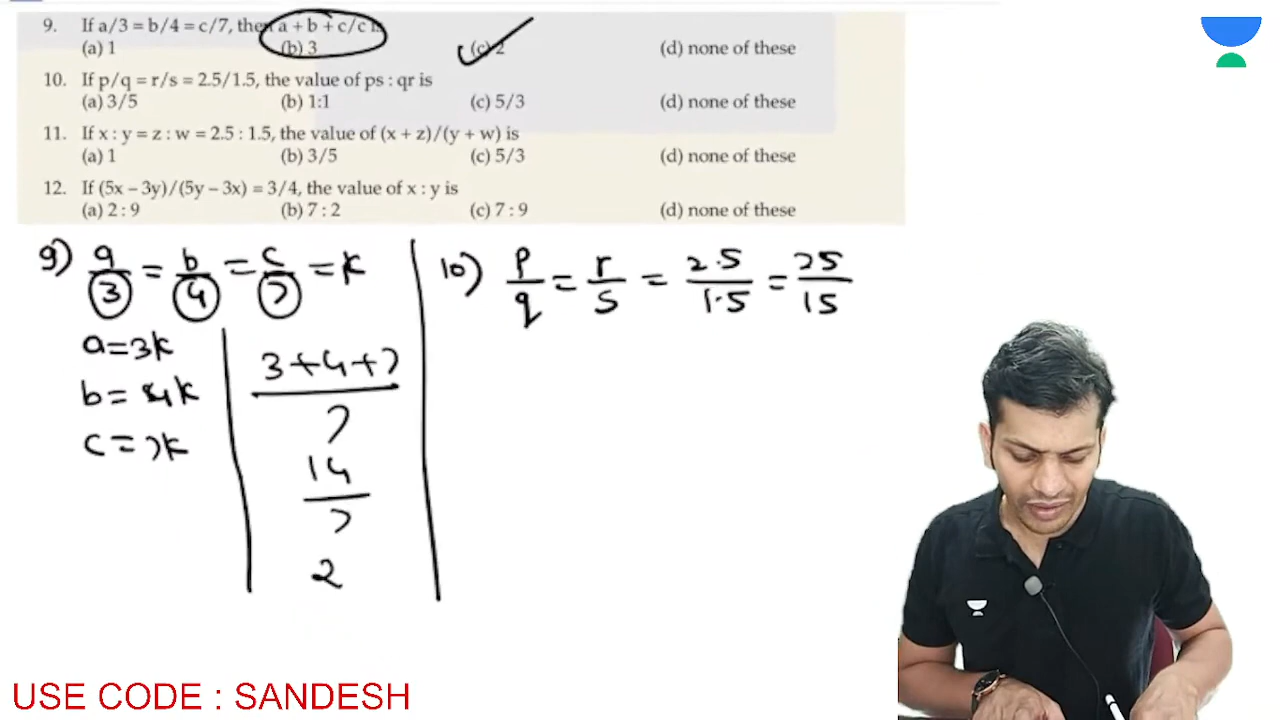 9. If a/3 = b/4 = c/7, then a + b + c/c is
(a) 1 (b) 3 (c) 2 (d) none of these
10. If p/q = r/s = 2.5/1.5, the value of ps : qr is
(a) 3/5 (b) 1:1 (c) 5/3 (d) none of these
11. If x : y = z : w = 2.5 : 1.5, the value of (x + z)/(y + w) is
(a) 1 (b) 3/5 (c) 5/3 (d) none of these
12. If (5x – 3y)/(5y – 3x) = 3/4, the value of x : y is
(a) 2 : 9 (b) 7 : 2 (c) 7 : 9 (d) none of these
9) a/3 = b/4 = c/7 = k
a=3k
b=4k
c=7k
3+4+7
7
14
7
2
10) p/q = r/s = 2.5/1.5 = 25/15
USE CODE : SANDESH